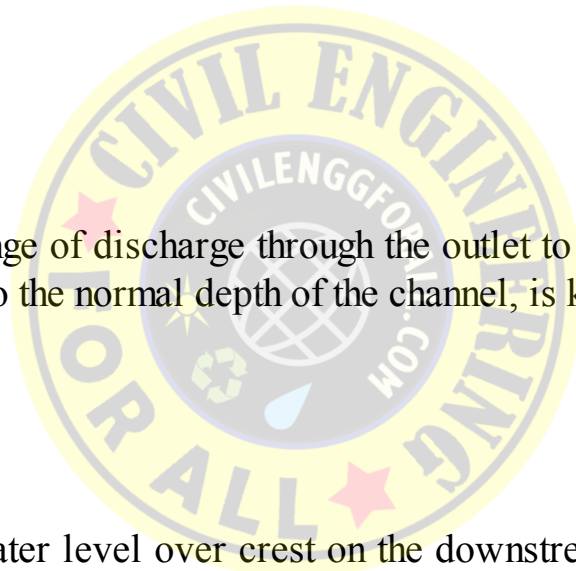 CIVIL ENGINEERING
CIVILENGGFORALL.COM
nge of discharge through the outlet to
o the normal depth of the channel, is k
FOR ALL
ater level over crest on the downstre